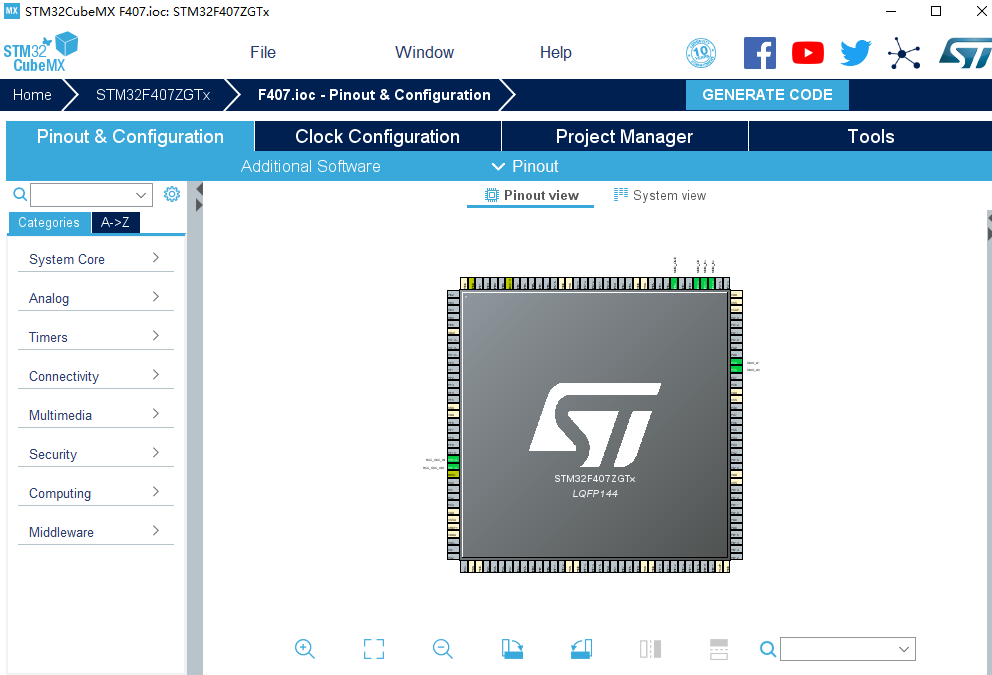 MX STM32CubeMX F407.ioc: STM32F407ZGTx
STM32
CubeMX
File
Window
Help
10
Home
STM32F407ZGTx
F407.ioc - Pinout & Configuration
GENERATE CODE
Pinout & Configuration
Clock Configuration
Project Manager
Tools
Additional Software
Pinout
Pinout view
System view
Categories
A->Z
System Core
Analog
Timers
Connectivity
Multimedia
Security
Computing
Middleware
STM32F407ZGTx
LQFP144